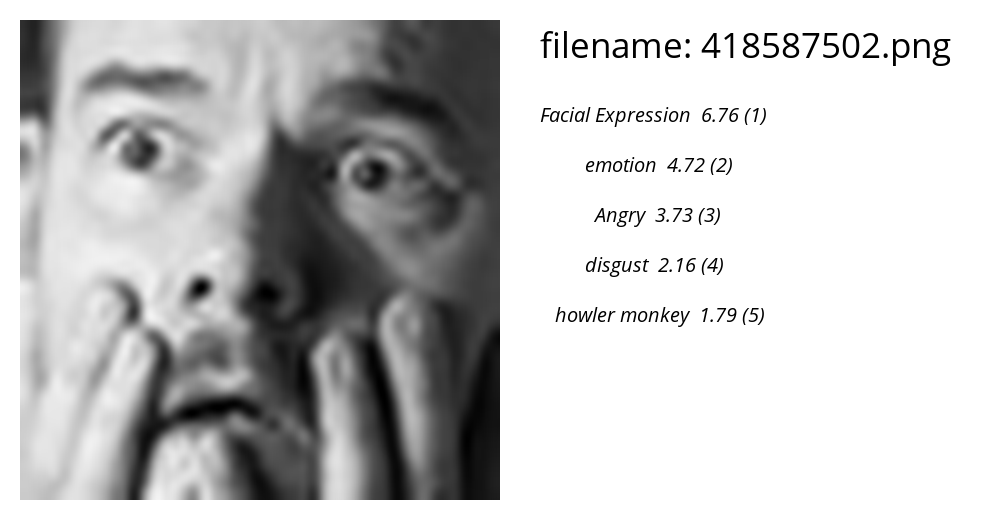 filename: 418587502.png
Facial Expression 6.76 (1)
emotion 4.72 (2)
Angry 3.73 (3)
disgust 2.16 (4)
howler monkey 1.79 (5)